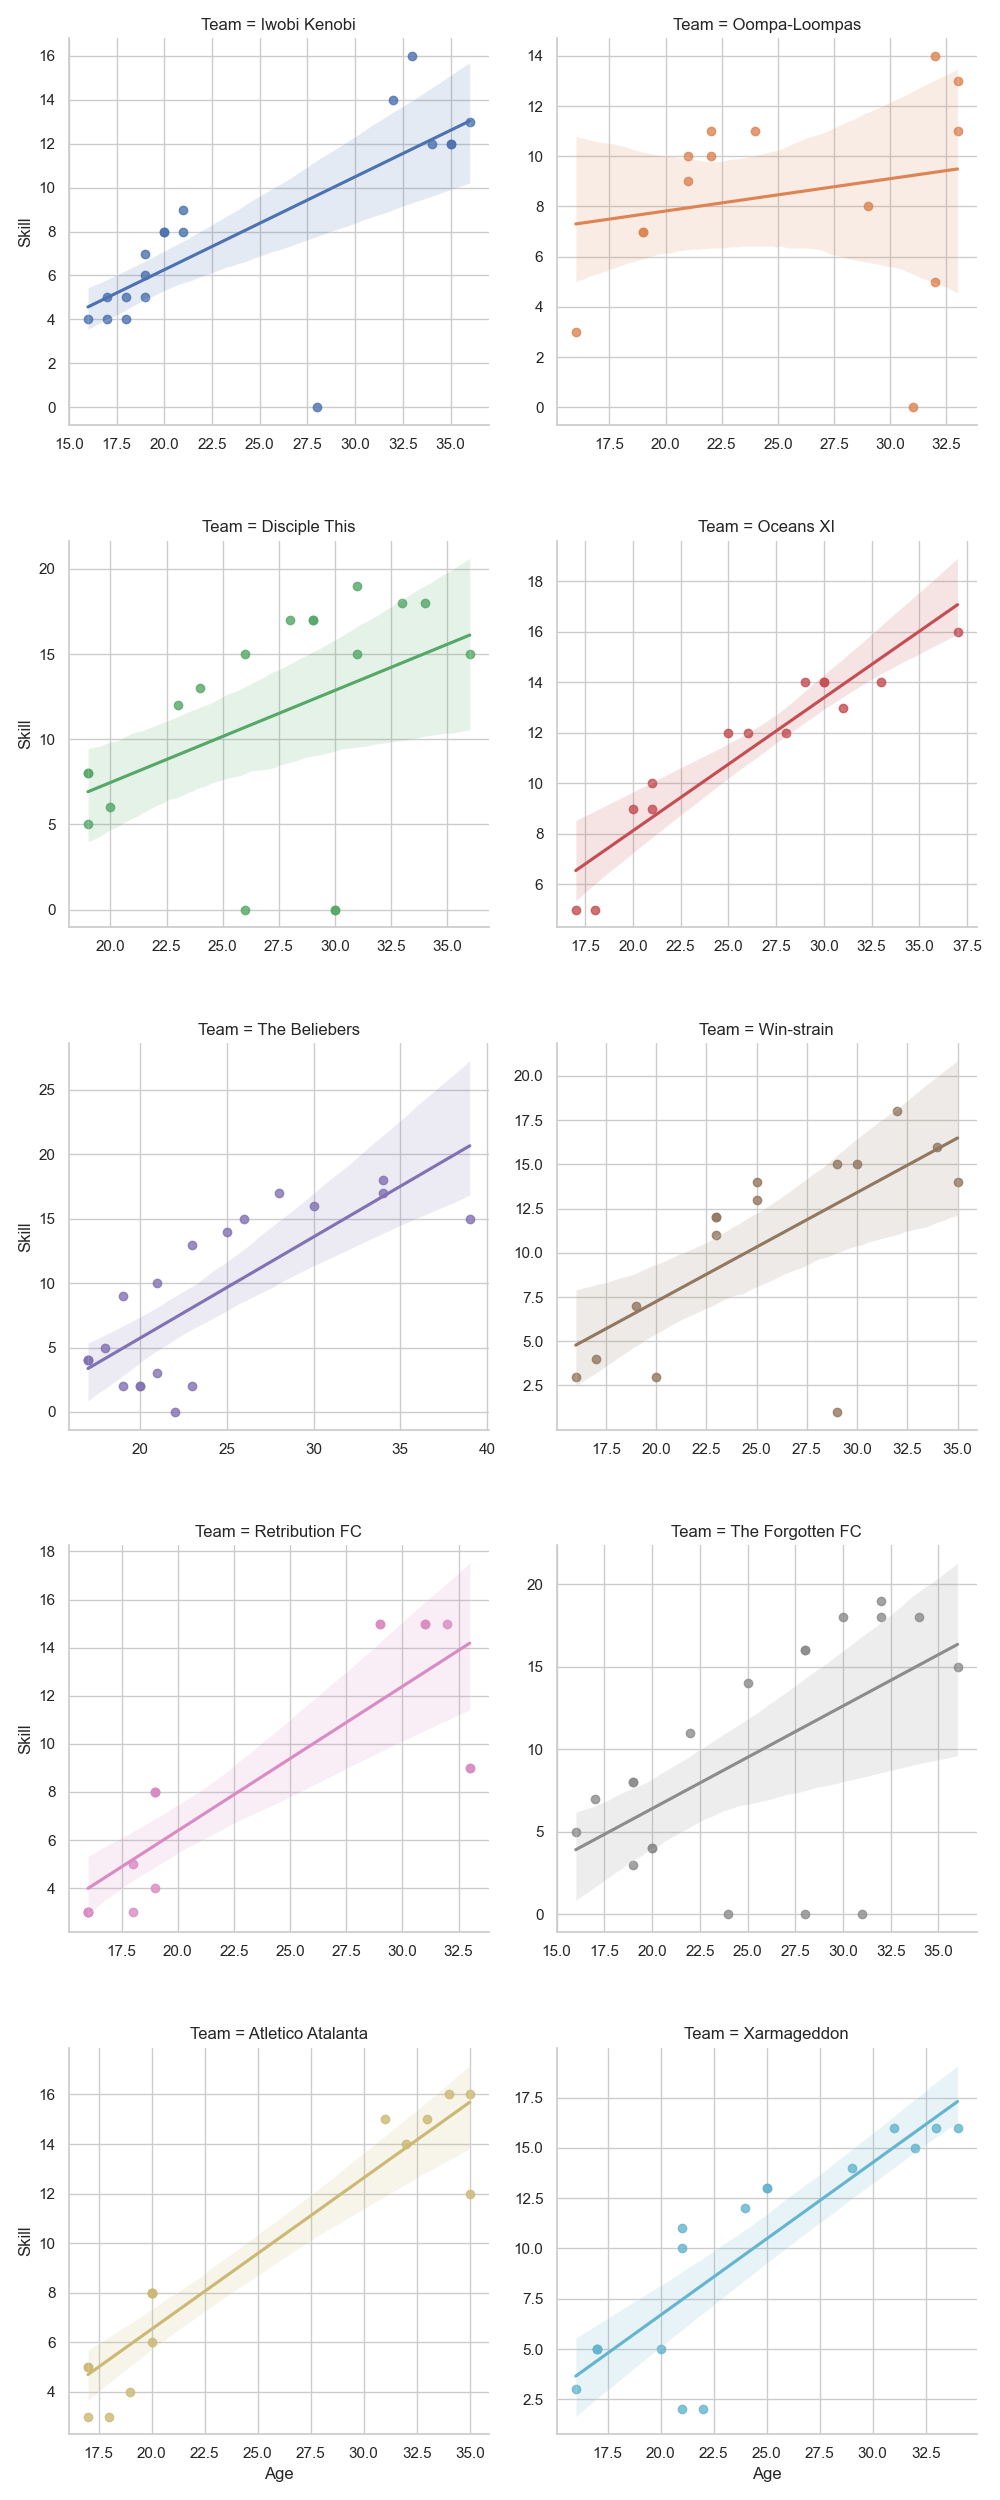 Team = Iwobi Kenobi
Team = Oompa-Loompas
16
14
12
10
8
6
4
2
0
Skill
15.0 17.5 20.0 22.5 25.0 27.5 30.0 32.5 35.0
14
12
10
8
6
4
2
0
17.5 20.0 22.5 25.0 27.5 30.0 32.5
Team = Disciple This
Team = Oceans XI
20
15
10
5
0
Skill
20.0 22.5 25.0 27.5 30.0 32.5 35.0
18
16
14
12
10
8
6
17.5 20.0 22.5 25.0 27.5 30.0 32.5 35.0 37.5
Team = The Beliebers
Team = Win-strain
25
20
15
10
5
0
Skill
20 25 30 35 40
20.0
17.5
15.0
12.5
10.0
7.5
5.0
2.5
17.5 20.0 22.5 25.0 27.5 30.0 32.5 35.0
Team = Retribution FC
Team = The Forgotten FC
18
16
14
12
10
8
6
4
Skill
17.5 20.0 22.5 25.0 27.5 30.0 32.5
20
15
10
5
0
15.0 17.5 20.0 22.5 25.0 27.5 30.0 32.5 35.0
Team = Atletico Atalanta
Team = Xarmageddon
16
14
12
10
8
6
4
Skill
17.5 20.0 22.5 25.0 27.5 30.0 32.5 35.0
Age
17.5
15.0
12.5
10.0
7.5
5.0
2.5
17.5 20.0 22.5 25.0 27.5 30.0 32.5
Age